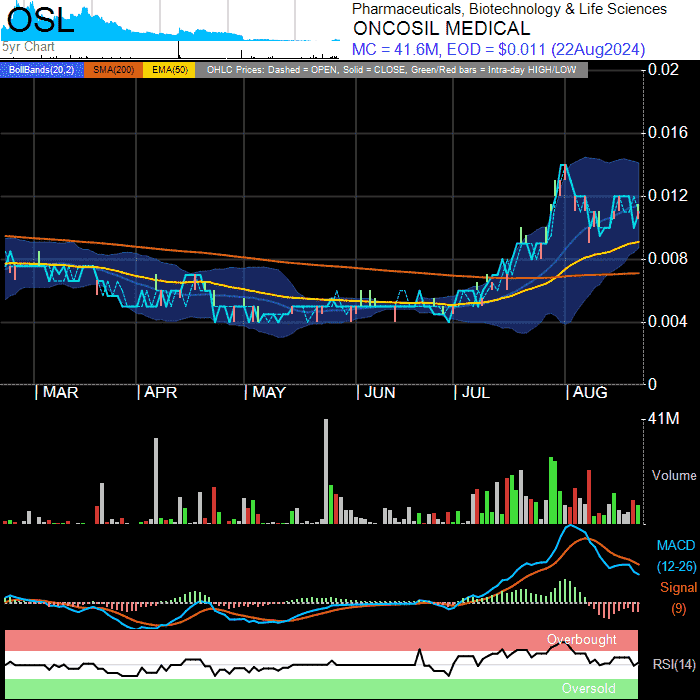 OSL
5yr Chart
Pharmaceuticals, Biotechnology & Life Sciences
ONCOSIL MEDICAL
MC = 41.6M, EOD = $0.011 (22Aug2024)
BollBands(20,2) SMA(200) EMA(50) OHLC Prices: Dashed = OPEN, Solid = CLOSE, Green/Red bars = Intra-day HIGH/LOW
0.02
0.016
0.012
0.008
0.004
0
| MAR | APR | MAY | JUN | JUL | AUG
41M
Volume
MACD
(12-26)
Signal
(9)
Overbought
RSI(14)
Oversold